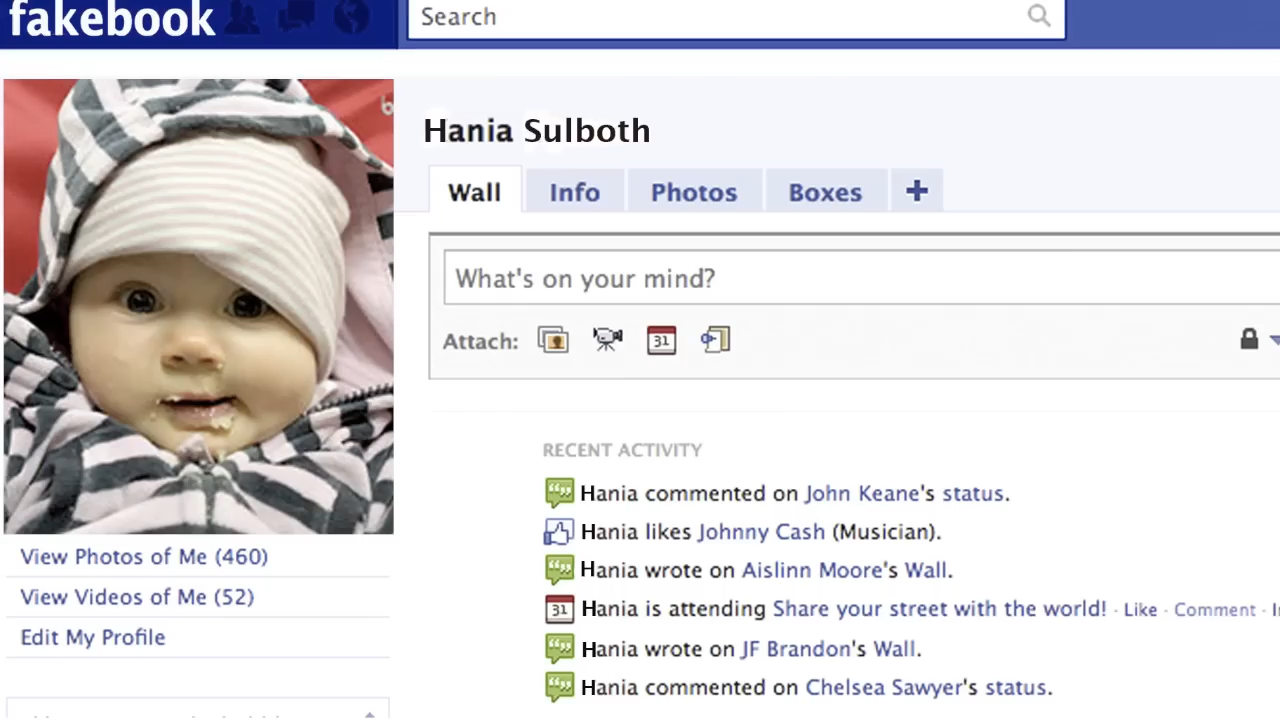 fakebook
Search
Hania Sulboth
Wall
Info
Photos
Boxes
+
What's on your mind?
Attach:
31
RECENT ACTIVITY
Hania commented on John Keane's status.
Hania likes Johnny Cash (Musician).
Hania wrote on Aislinn Moore's Wall.
31
Hania is attending Share your street with the world! · Like · Comment ·
Hania wrote on JF Brandon's Wall.
Hania commented on Chelsea Sawyer's status.
View Photos of Me (460)
View Videos of Me (52)
Edit My Profile